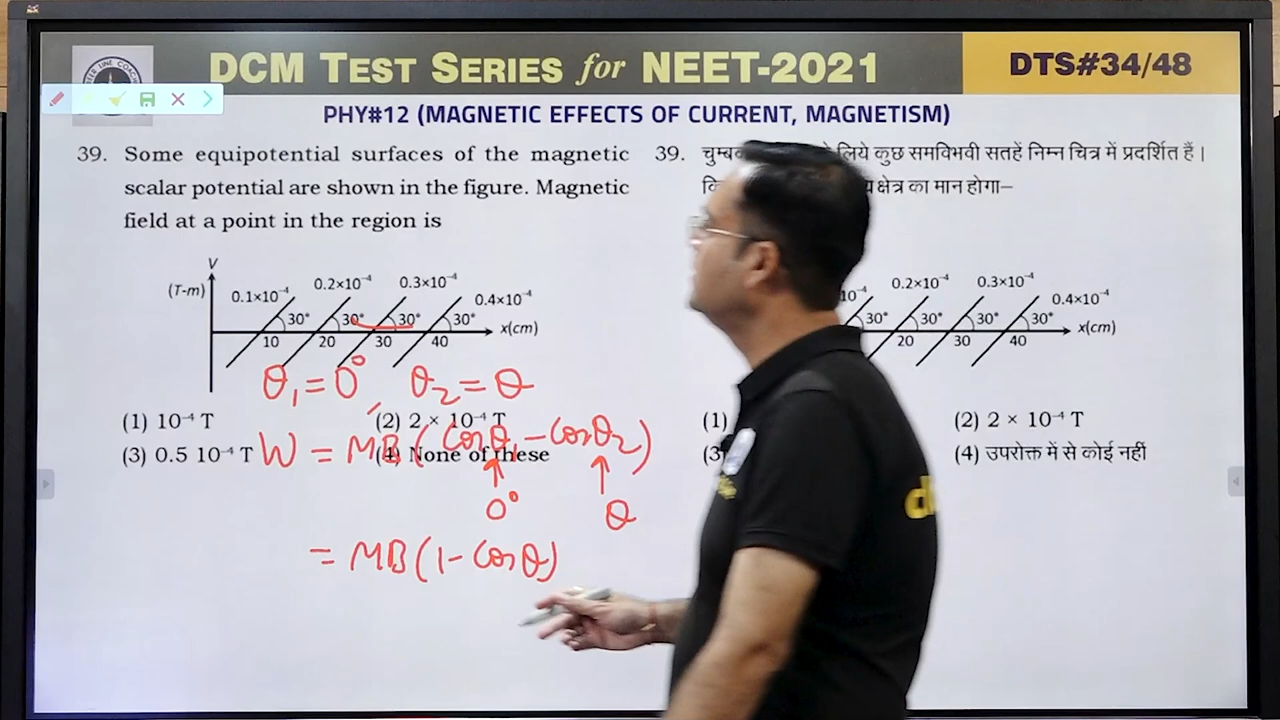 DCM TEST SERIES for NEET-2021
DTS#34/48
PHY#12 (MAGNETIC EFFECTS OF CURRENT, MAGNETISM)
39. Some equipotential surfaces of the magnetic
scalar potential are shown in the figure. Magnetic
field at a point in the region is
V
(T-m)
0.1×10⁻⁴
0.2×10⁻⁴
0.3×10⁻⁴
0.4×10⁻⁴
30° 30° 30° 30°
x(cm)
10 20 30 40
θ₁ = 0°, θ₂ = θ
(1) 10⁻⁴ T (2) 2 × 10⁻⁴ T
(3) 0.5 10⁻⁴ T (4) None of these
W = MB(cosθ₁ - cosθ₂)
0° θ
= MB(1 - cosθ)
39. लिये कुछ समविभवी सतहें निम्न चित्र में प्रदर्शित हैं।
क्षेत्र का मान होगा–
0.2×10⁻⁴
0.3×10⁻⁴
0.4×10⁻⁴
30° 30° 30° 30°
x(cm)
20 30 40
(1) (2) 2 × 10⁻⁴ T
(4) उपरोक्त में से कोई नहीं